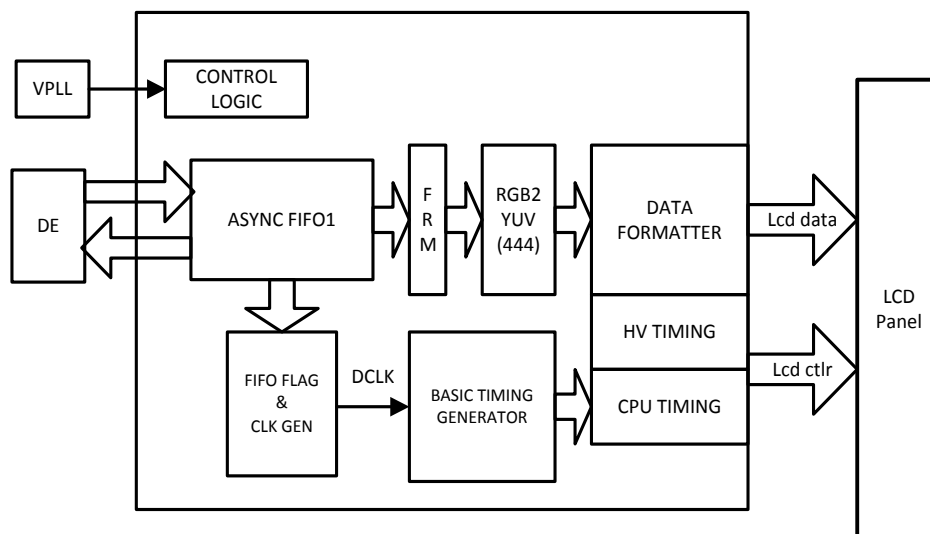 VPLL
CONTROL
LOGIC
DE
ASYNC FIFO1
F
R
M
RGB2
YUV
(444)
DATA
FORMATTER
Lcd data
LCD
Panel
HV TIMING
Lcd ctlr
CPU TIMING
FIFO FLAG
&
CLK GEN
DCLK
BASIC TIMING
GENERATOR